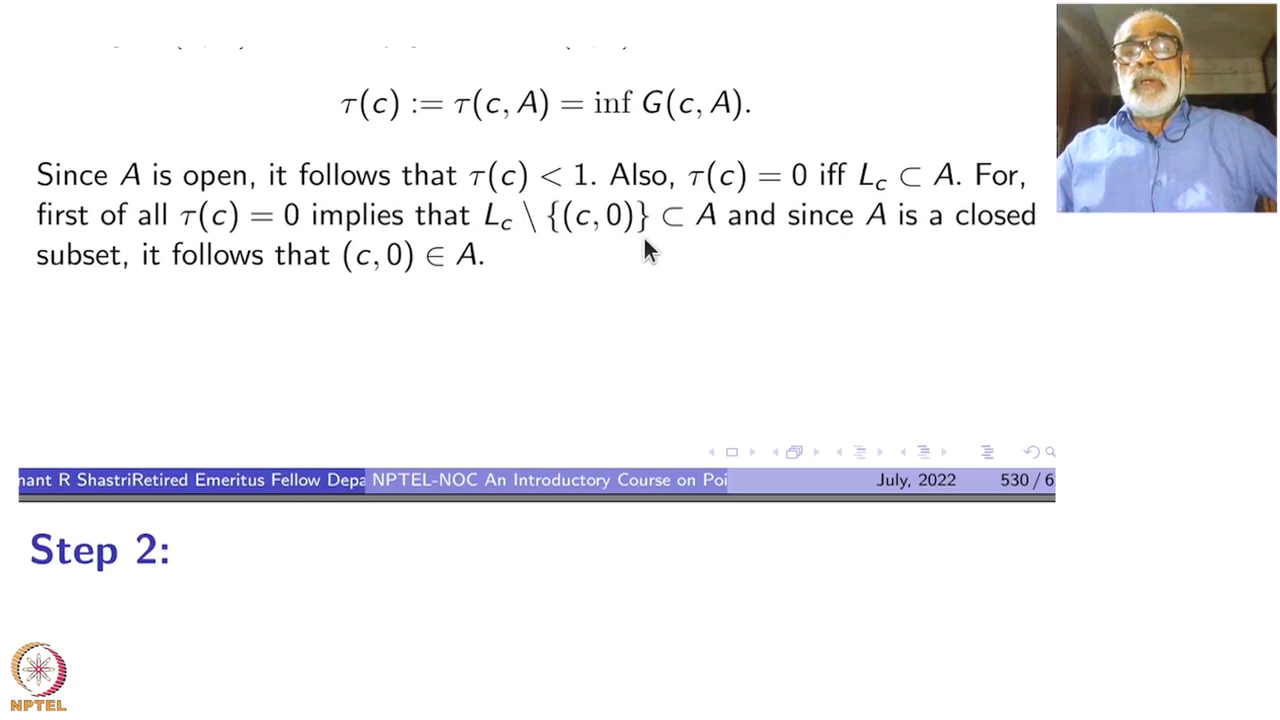 τ(c) := τ(c, A) = inf G(c, A).
Since A is open, it follows that τ(c) < 1. Also, τ(c) = 0 iff L_c ⊂ A. For,
first of all τ(c) = 0 implies that L_c \ {(c, 0)} ⊂ A and since A is a closed
subset, it follows that (c, 0) ∈ A.
nant R ShastriRetired Emeritus Fellow Depa NPTEL-NOC An Introductory Course on Poi July, 2022 530 / 6
Step 2:
NPTEL